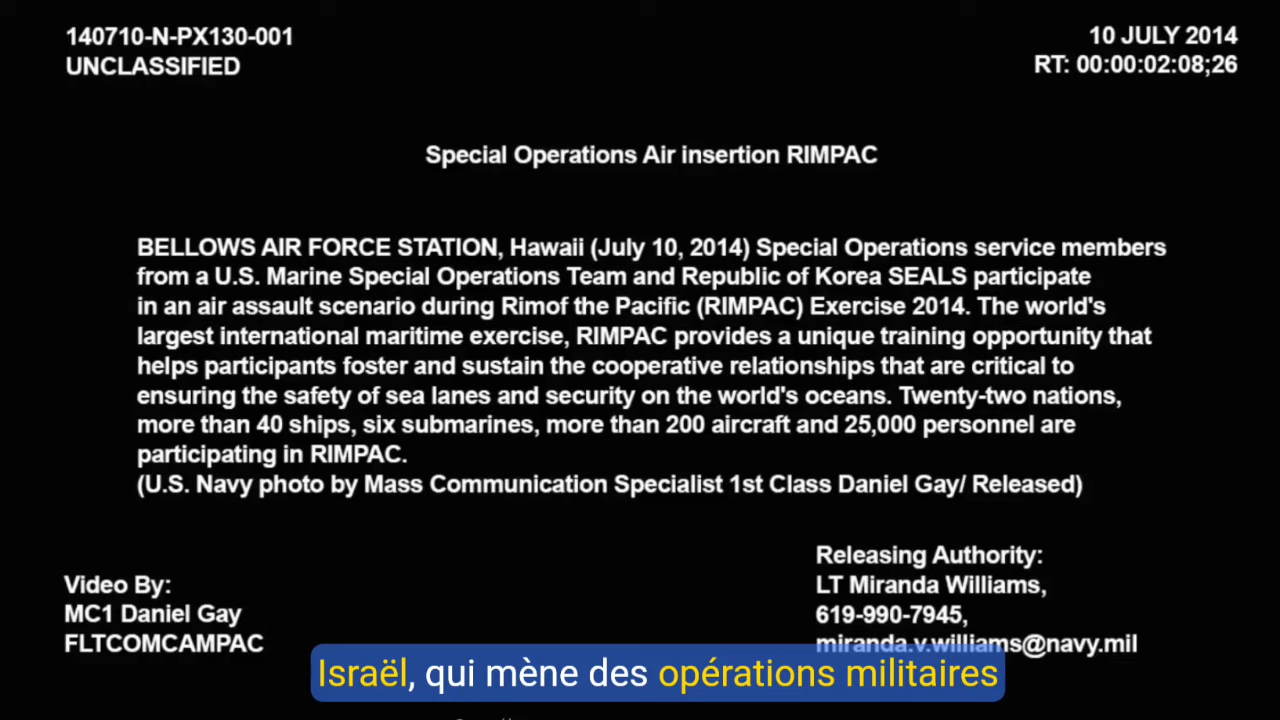 140710-N-PX130-001
UNCLASSIFIED
10 JULY 2014
RT: 00:00:02:08;26
Special Operations Air insertion RIMPAC
BELLOWS AIR FORCE STATION, Hawaii (July 10, 2014) Special Operations service members
from a U.S. Marine Special Operations Team and Republic of Korea SEALS participate
in an air assault scenario during Rimof the Pacific (RIMPAC) Exercise 2014. The world's
largest international maritime exercise, RIMPAC provides a unique training opportunity that
helps participants foster and sustain the cooperative relationships that are critical to
ensuring the safety of sea lanes and security on the world's oceans. Twenty-two nations,
more than 40 ships, six submarines, more than 200 aircraft and 25,000 personnel are
participating in RIMPAC.
(U.S. Navy photo by Mass Communication Specialist 1st Class Daniel Gay/ Released)
Video By:
MC1 Daniel Gay
FLTCOMCAMPAC
Releasing Authority:
LT Miranda Williams,
619-990-7945,
miranda.v.williams@navy.mil
Israël, qui mène des opérations militaires